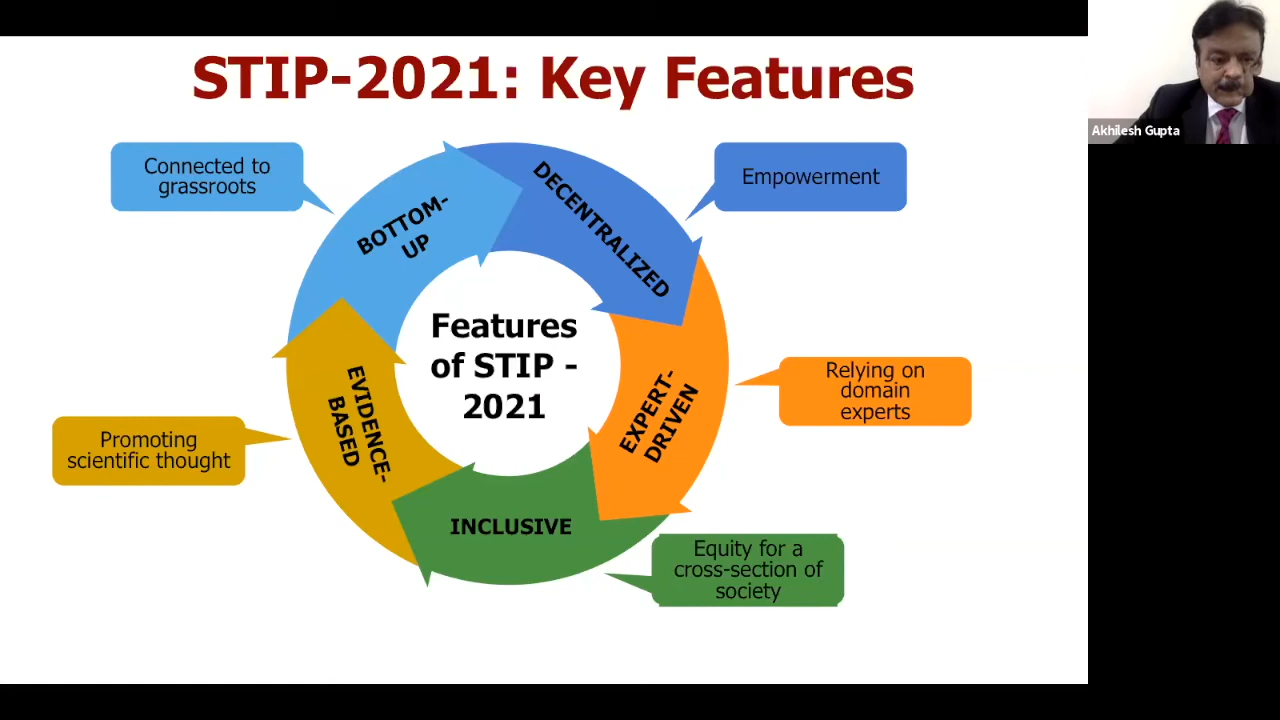 STIP-2021: Key Features
Akhilesh Gupta
Connected to
grassroots
BOTTOM-
UP
DECENTRALIZED
Empowerment
Features
of STIP -
2021
EXPERT-
DRIVEN
Relying on
domain
experts
EVIDENCE-
BASED
Promoting
scientific thought
INCLUSIVE
Equity for a
cross-section of
society